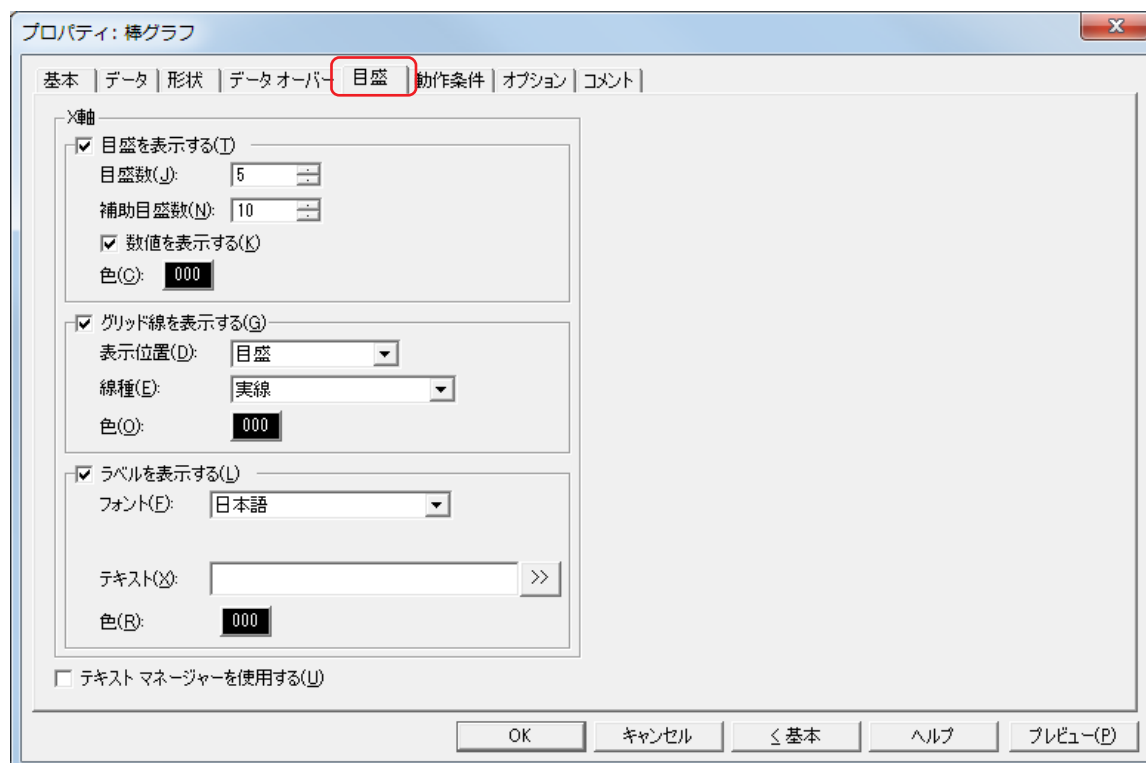 プロパティ: 棒グラフ
基本 データ 形状 データ オーバー 目盛 動作条件 オプション コメント
X軸
目盛を表示する(T)
目盛数(J): 5
補助目盛数(N): 10
数値を表示する(K)
色(C): 000
グリッド線を表示する(G)
表示位置(D): 目盛
線種(E): 実線
色(O): 000
ラベルを表示する(L)
フォント(F): 日本語
テキスト(X): >>
色(R): 000
テキスト マネージャーを使用する(U)
OK キャンセル < 基本 ヘルプ プレビュー(P)